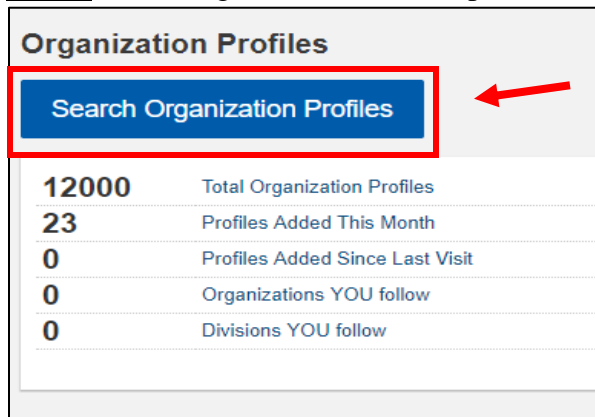 Organization Profiles
Search Organization Profiles
12000 Total Organization Profiles
23 Profiles Added This Month
0 Profiles Added Since Last Visit
0 Organizations YOU follow
0 Divisions YOU follow